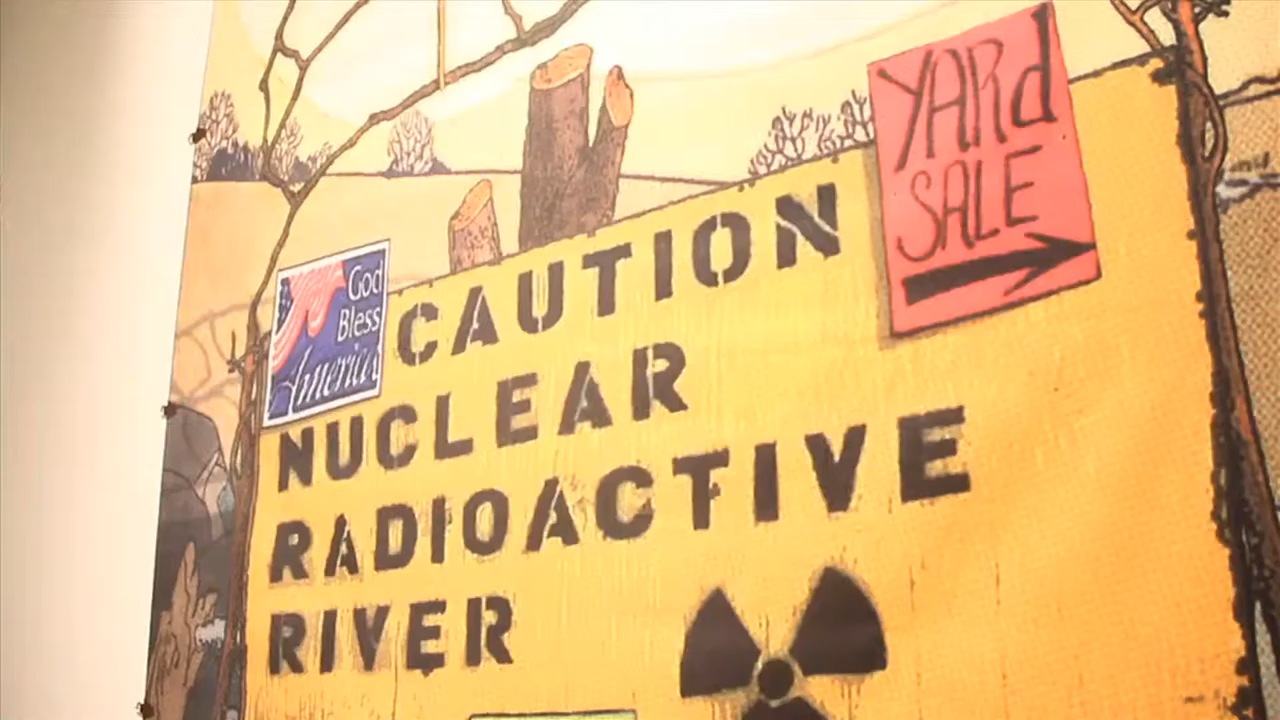 YARd
SALE
God
Bless
America
CAUTION
NUCLEAR
RADIOACTIVE
RIVER